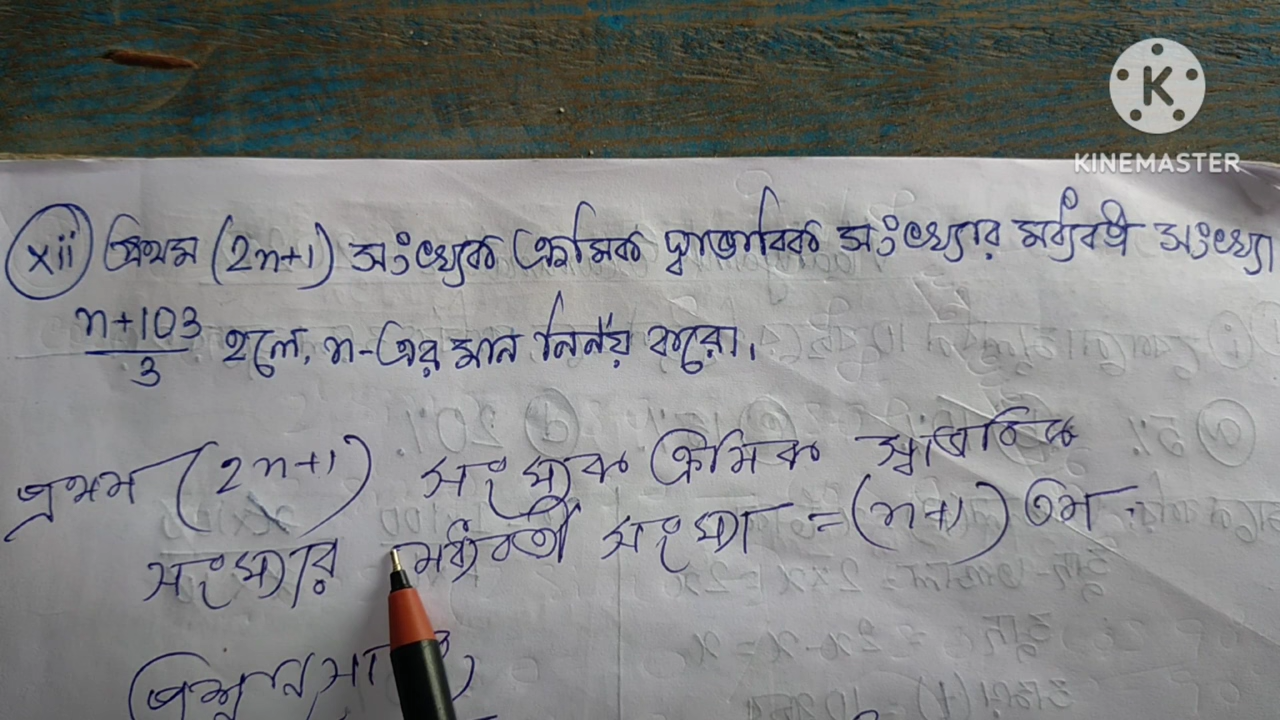 K
KINEMASTER
xii প্রথম (2n+1) সংখ্যক ক্রমিক স্বাভাবিক সংখ্যার মধ্যবর্তী সংখ্যা
n+103/3 হলে, n-এর মান নির্ণয় করো।
প্রথম (2n+1) সংখ্যক ক্রমিক স্বাভাবিক
সংখ্যার মধ্যবর্তী সংখ্যা = (n+1) তম